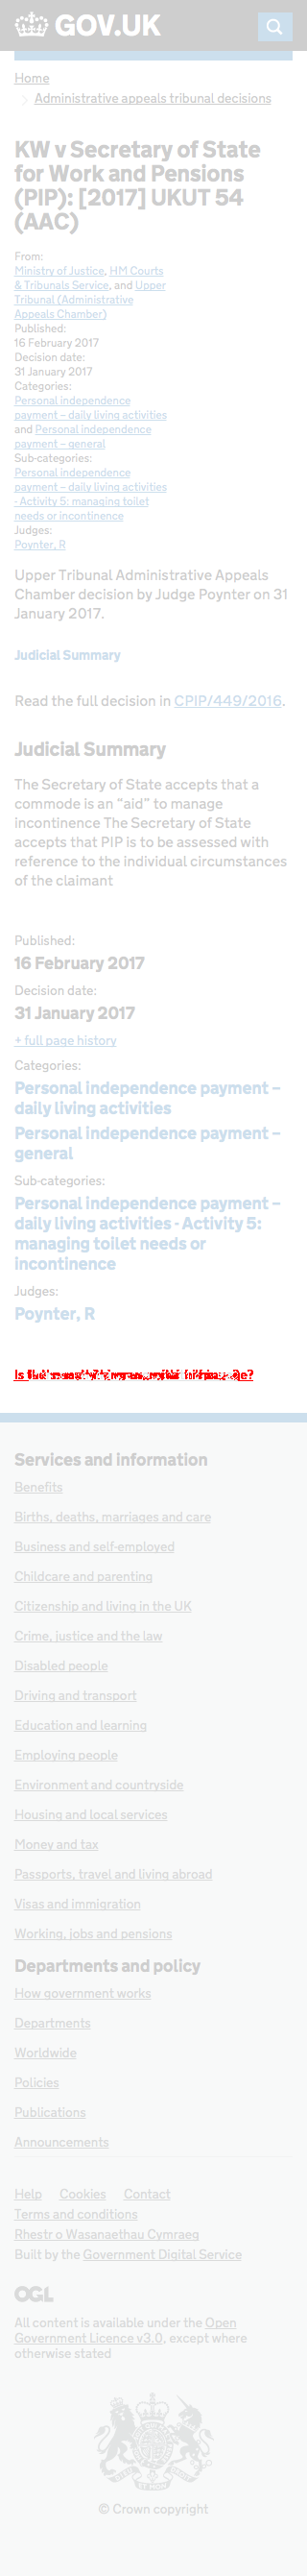 GOV.UK
Home
Administrative appeals tribunal decisions
KW v Secretary of State
for Work and Pensions
(PIP): [2017] UKUT 54
(AAC)
From:
Ministry of Justice, HM Courts
& Tribunals Service, and Upper
Tribunal (Administrative
Appeals Chamber)
Published:
16 February 2017
Decision date:
31 January 2017
Categories:
Personal independence
payment – daily living activities
and Personal independence
payment – general
Sub-categories:
Personal independence
payment – daily living activities
- Activity 5: managing toilet
needs or incontinence
Judges:
Poynter, R
Upper Tribunal Administrative Appeals
Chamber decision by Judge Poynter on 31
January 2017.
Judicial Summary
Read the full decision in CPIP/449/2016.
Judicial Summary
The Secretary of State accepts that a
commode is an “aid” to manage
incontinence The Secretary of State
accepts that PIP is to be assessed with
reference to the individual circumstances
of the claimant
Published:
16 February 2017
Decision date:
31 January 2017
+ full page history
Categories:
Personal independence payment –
daily living activities
Personal independence payment –
general
Sub-categories:
Personal independence payment –
daily living activities - Activity 5:
managing toilet needs or
incontinence
Judges:
Poynter, R
Services and information
Benefits
Births, deaths, marriages and care
Business and self-employed
Childcare and parenting
Citizenship and living in the UK
Crime, justice and the law
Disabled people
Driving and transport
Education and learning
Employing people
Environment and countryside
Housing and local services
Money and tax
Passports, travel and living abroad
Visas and immigration
Working, jobs and pensions
Departments and policy
How government works
Departments
Worldwide
Policies
Publications
Announcements
Help Cookies Contact
Terms and conditions
Rhestr o Wasanaethau Cymraeg
Built by the Government Digital Service
OGL
All content is available under the Open
Government Licence v3.0, except where
otherwise stated
© Crown copyright